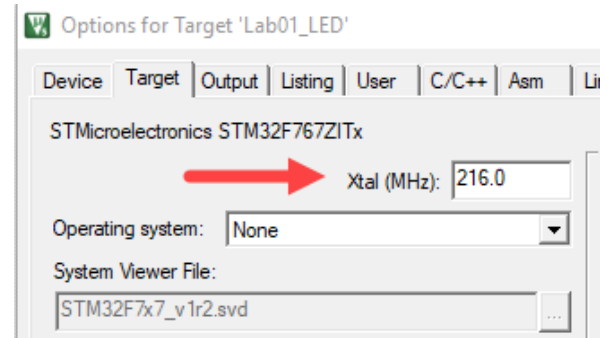 Options for Target 'Lab01_LED'
Device Target Output Listing User C/C++ Asm
STMicroelectronics STM32F767ZITx
Xtal (MHz): 216.0
Operating system: None
System Viewer File:
STM32F7x7_v1r2.svd ...